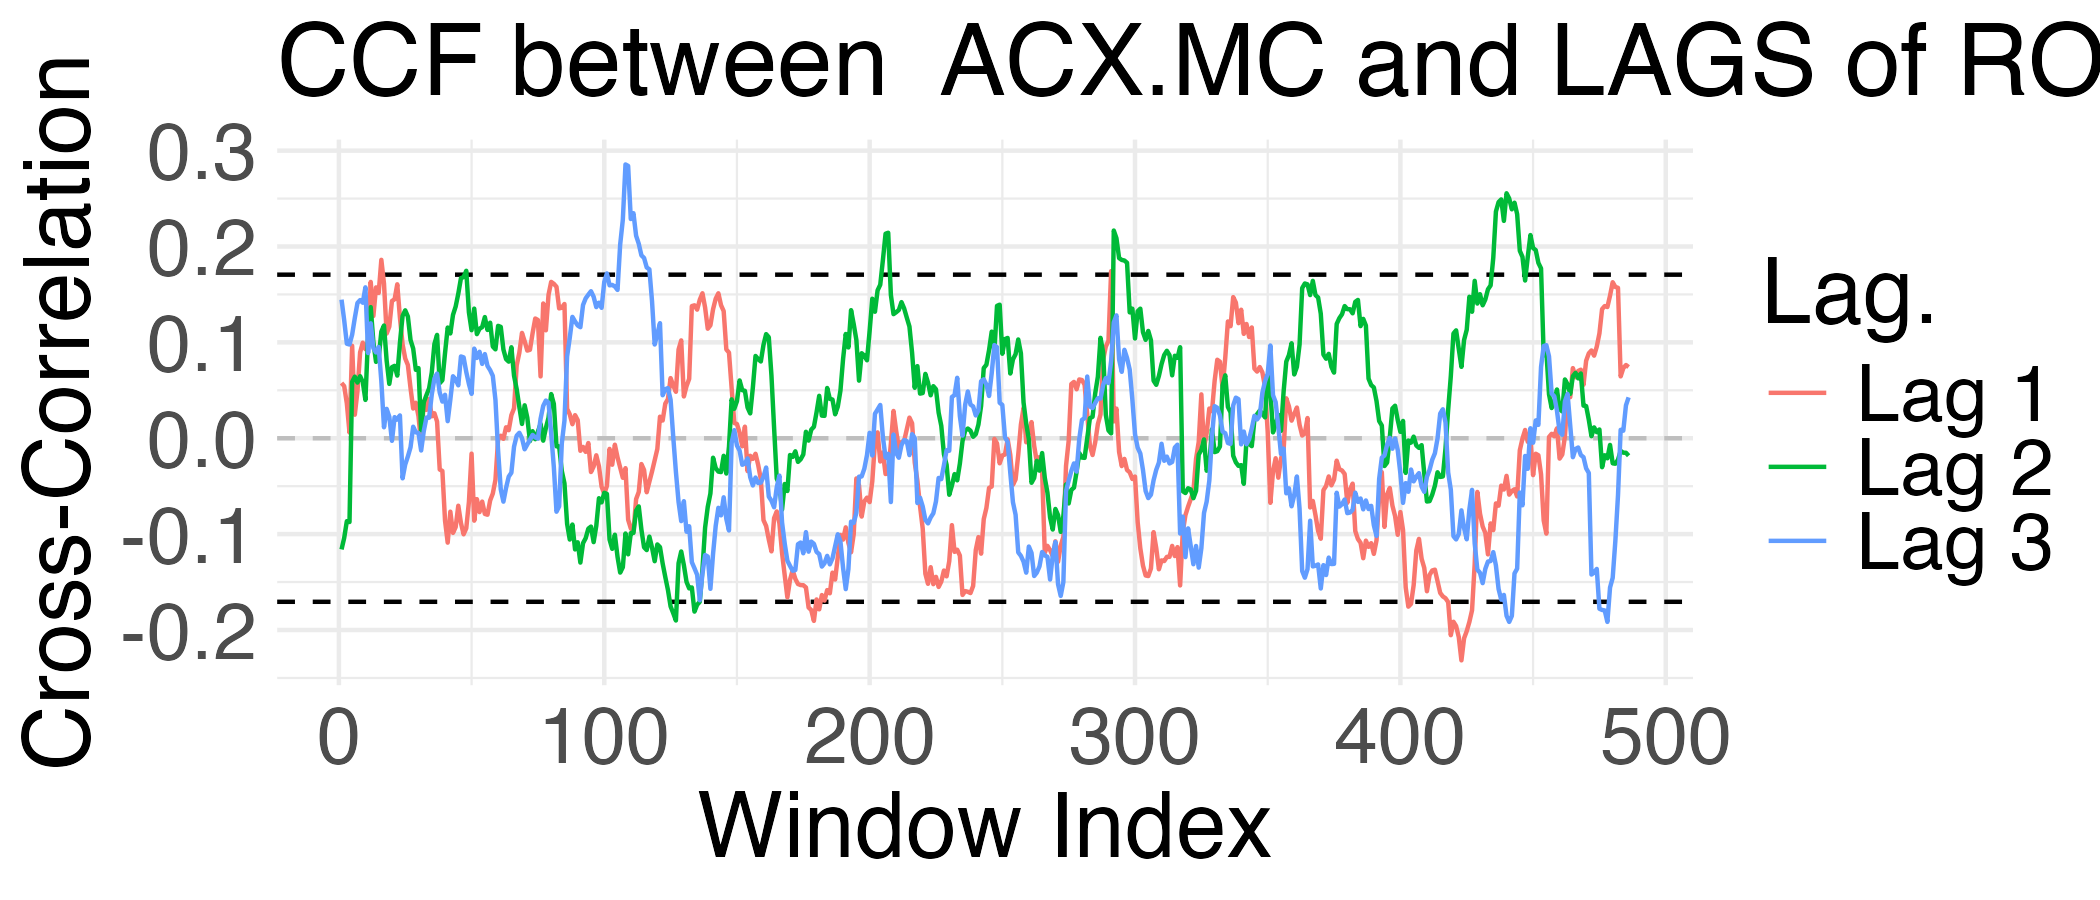 CCF between  ACX.MC and LAGS of RO
Cross-Correlation
0.3
0.2
0.1
0.0
-0.1
-0.2
0 100 200 300 400 500
Window Index
Lag.
Lag 1
Lag 2
Lag 3